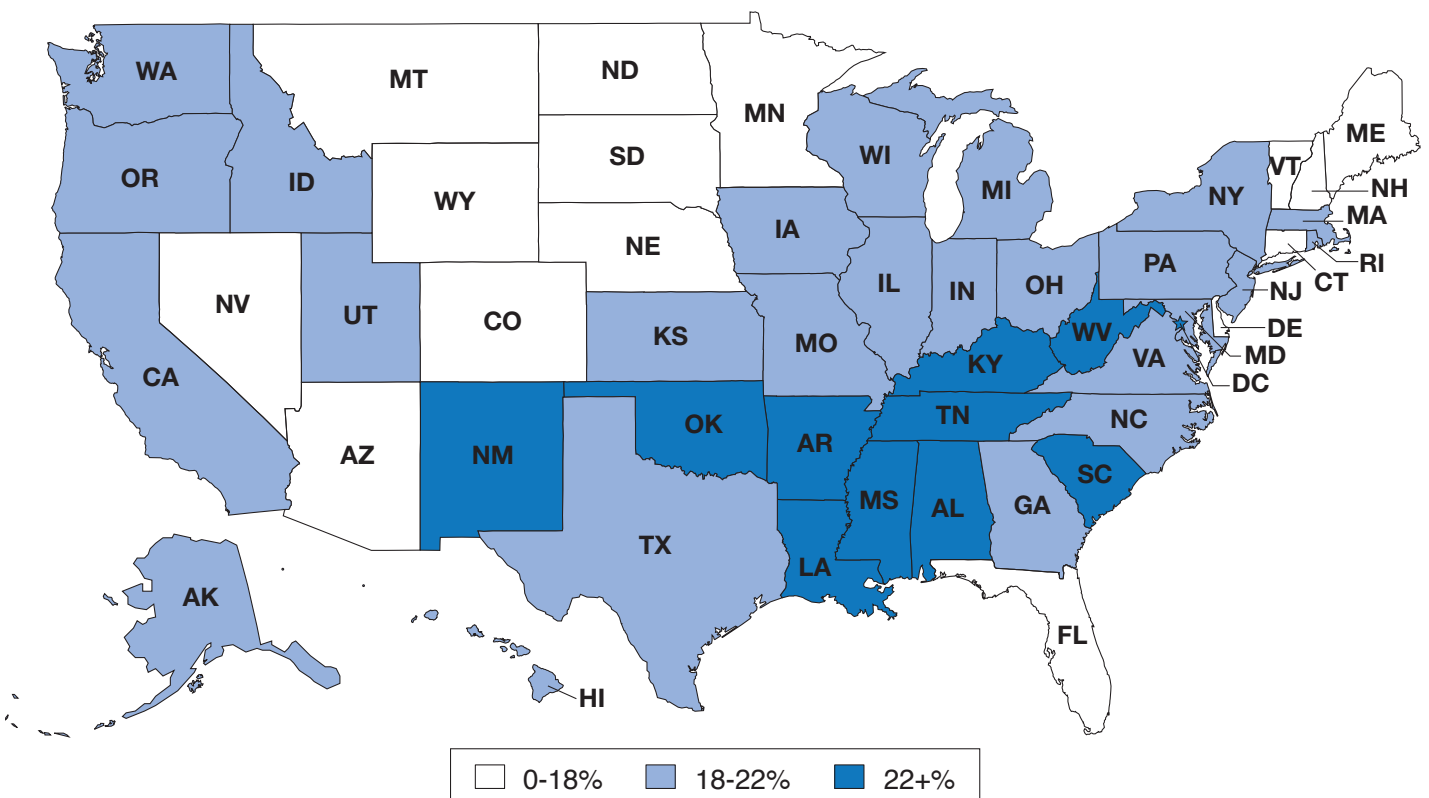 WA
MT
ND
MN
ME
SD
WI
VT
OR
ID
WY
MI
NY
NH
MA
NE
IA
PA
RI
CT
NV
UT
CO
IL
IN
OH
NJ
KS
MO
WV
DE
VA
MD
CA
KY
DC
OK
TN
NC
AZ
NM
AR
SC
MS
AL
GA
TX
LA
AK
FL
HI
0-18% 18-22% 22+%